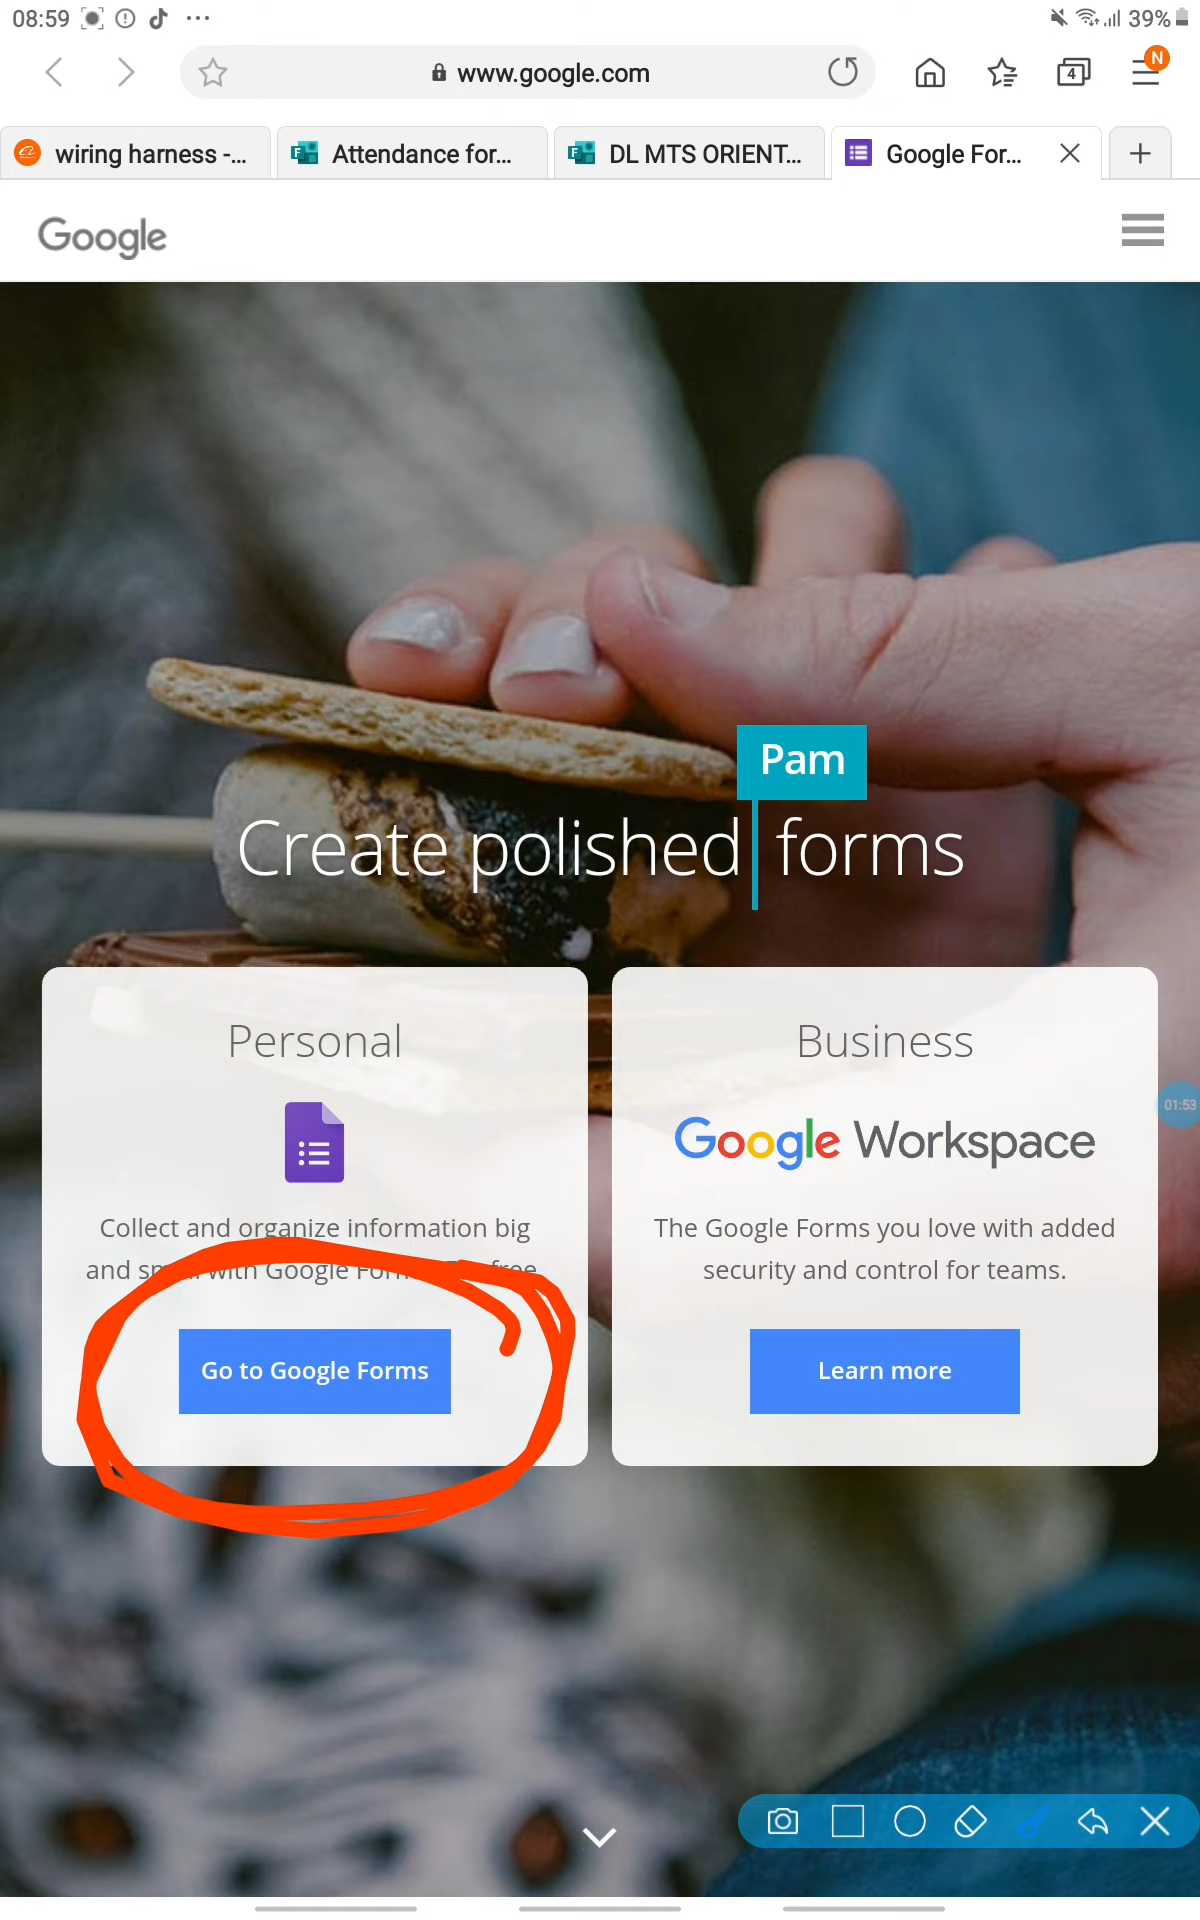 08:59
39%
www.google.com
4
N
wiring harness -...
Attendance for...
DL MTS ORIENT...
Google For...
Google
Pam
Create polished forms
Personal
Business
Google Workspace
Collect and organize information big
and small with Google Forms. For free.
The Google Forms you love with added
security and control for teams.
Go to Google Forms
Learn more
01:53